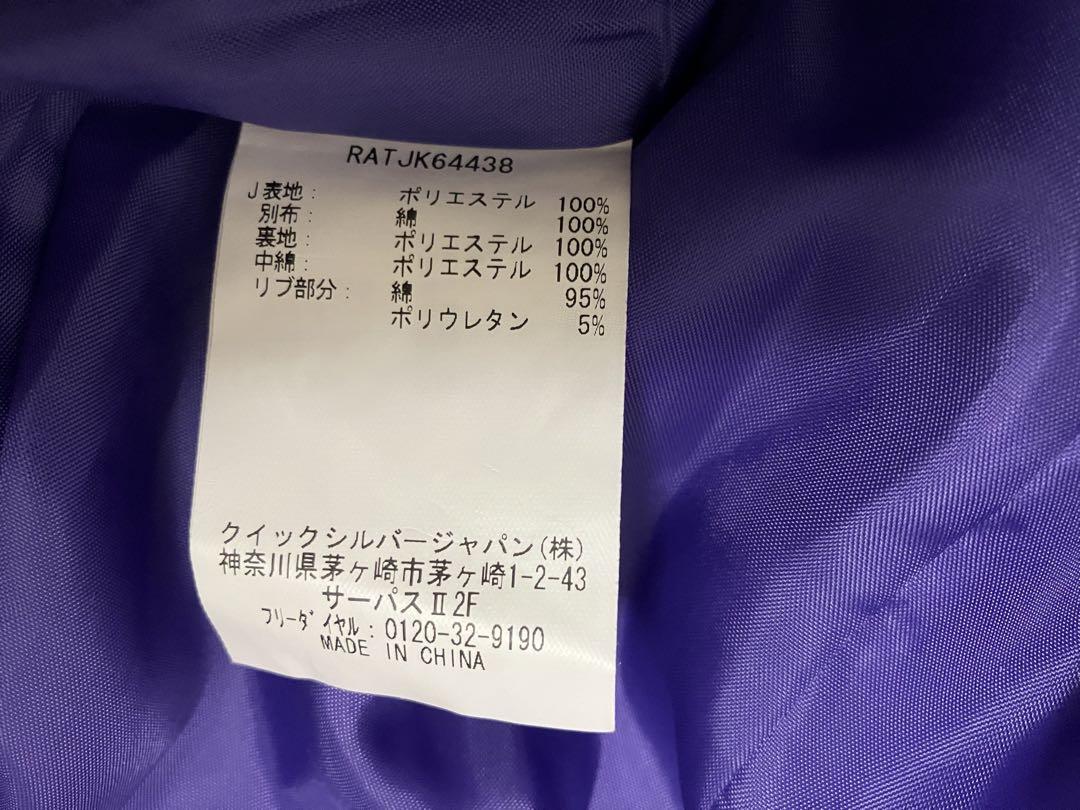 RATJK64438
J表地： ポリエステル 100%
別布： 綿 100%
裏地： ポリエステル 100%
中綿： ポリエステル 100%
リブ部分： 綿 95%
ポリウレタン 5%
クイックシルバージャパン(株)
神奈川県茅ヶ崎市茅ヶ崎1-2-43
サーパスⅡ2F
フリーダイヤル：0120-32-9190
MADE IN CHINA